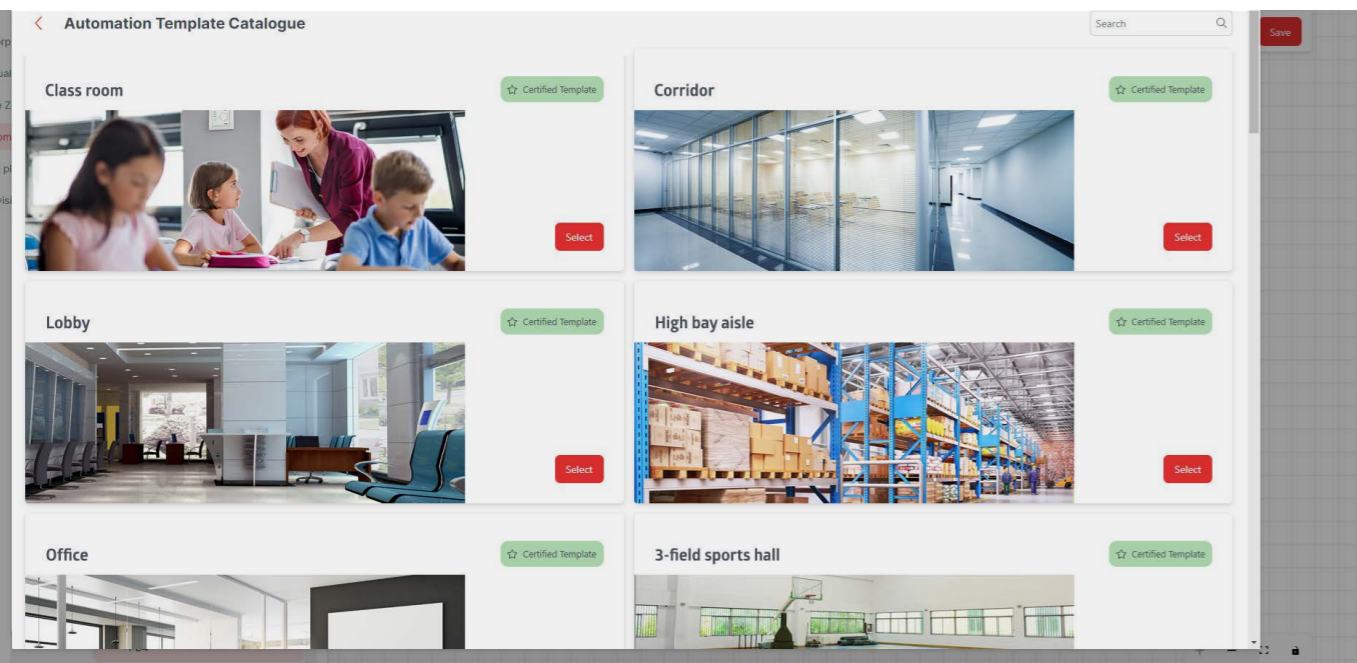 Automation Template Catalogue
Search
Save
Class room
Certified Template
Select
Corridor
Certified Template
Select
Lobby
Certified Template
Select
High bay aisle
Certified Template
Select
Office
Certified Template
3-field sports hall
Certified Template